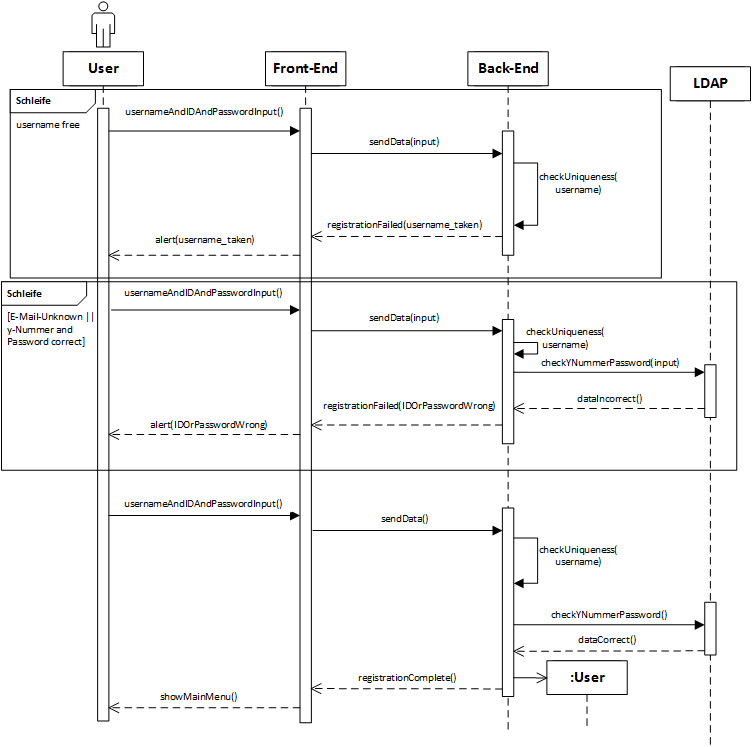 User
Front-End
Back-End
LDAP
Schleife
username free
usernameAndIDAndPasswordInput()
sendData(input)
checkUniqueness(
username)
registrationFailed(username_taken)
alert(username_taken)
Schleife
[E-Mail-Unknown ||
y-Nummer and
Password correct]
usernameAndIDAndPasswordInput()
sendData(input)
checkUniqueness(
username)
checkYNummerPassword(input)
dataIncorrect()
registrationFailed(IDOrPasswordWrong)
alert(IDOrPasswordWrong)
usernameAndIDAndPasswordInput()
sendData()
checkUniqueness(
username)
checkYNummerPassword()
dataCorrect()
:User
registrationComplete()
showMainMenu()